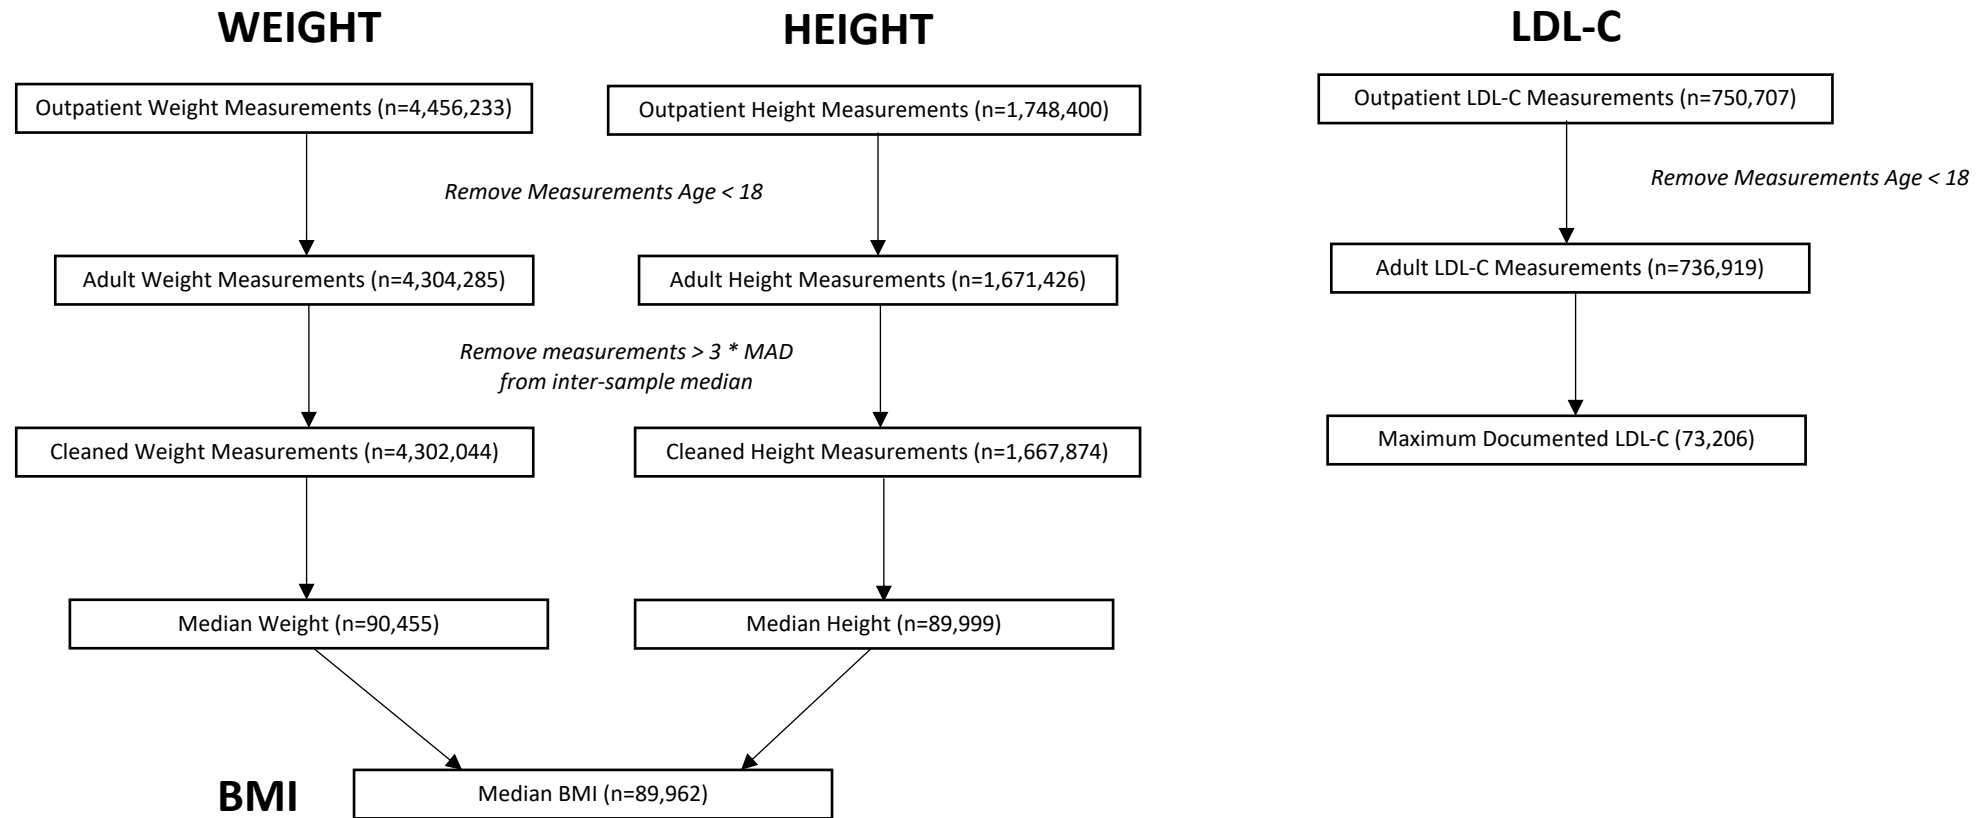 WEIGHT
HEIGHT
LDL-C
Outpatient Weight Measurements (n=4,456,233)
Outpatient Height Measurements (n=1,748,400)
Outpatient LDL-C Measurements (n=750,707)
Remove Measurements Age < 18
Remove Measurements Age < 18
Adult Weight Measurements (n=4,304,285)
Adult Height Measurements (n=1,671,426)
Adult LDL-C Measurements (n=736,919)
Remove measurements > 3 * MAD
from inter-sample median
Cleaned Weight Measurements (n=4,302,044)
Cleaned Height Measurements (n=1,667,874)
Maximum Documented LDL-C (73,206)
Median Weight (n=90,455)
Median Height (n=89,999)
BMI
Median BMI (n=89,962)